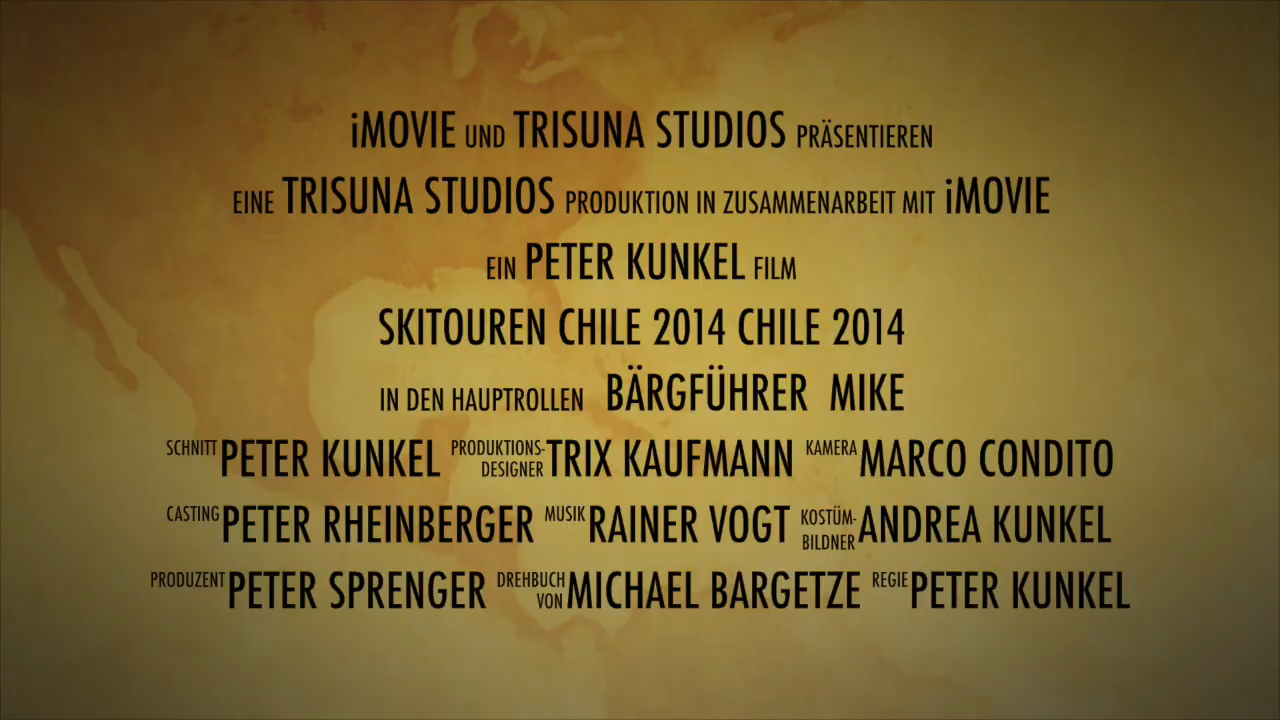 iMOVIE UND TRISUNA STUDIOS PRÄSENTIEREN
EINE TRISUNA STUDIOS PRODUKTION IN ZUSAMMENARBEIT MIT iMOVIE
EIN PETER KUNKEL FILM
SKITOUREN CHILE 2014 CHILE 2014
IN DEN HAUPTROLLEN BÄRGFÜHRER MIKE
SCHNITT PETER KUNKEL PRODUKTIONS-DESIGNER TRIX KAUFMANN KAMERA MARCO CONDITO
CASTING PETER RHEINBERGER MUSIK RAINER VOGT KOSTÜM-BILDNER ANDREA KUNKEL
PRODUZENT PETER SPRENGER DREHBUCH VON MICHAEL BARGETZE REGIE PETER KUNKEL